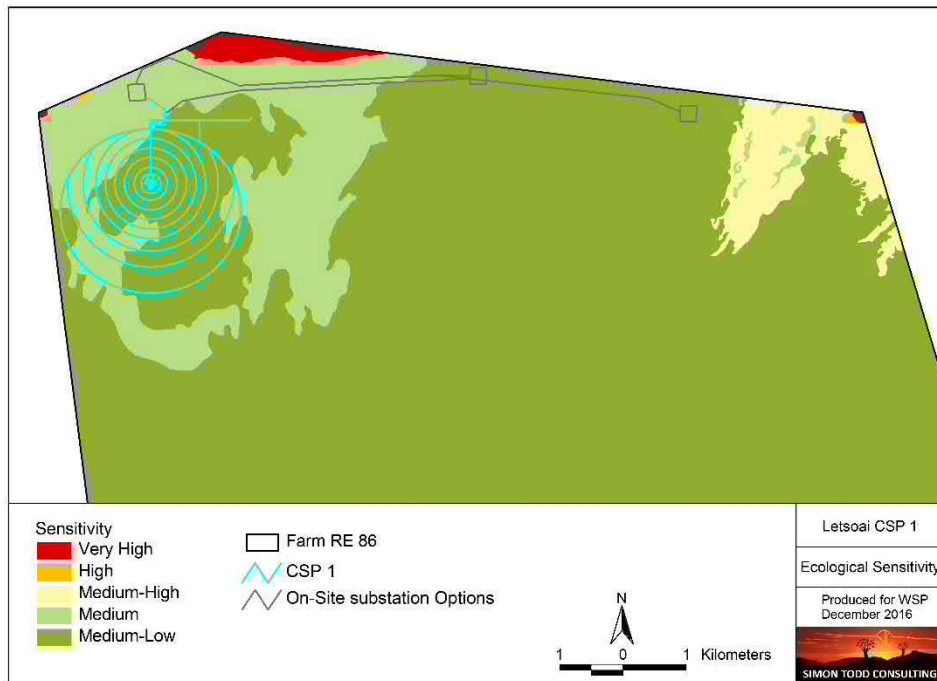 Sensitivity
Very High
High
Medium-High
Medium
Medium-Low
Farm RE 86
CSP 1
On-Site substation Options
N
1 0 1 Kilometers
Letsoai CSP 1
Ecological Sensitivity
Produced for WSP
December 2016
SIMON TODD CONSULTING